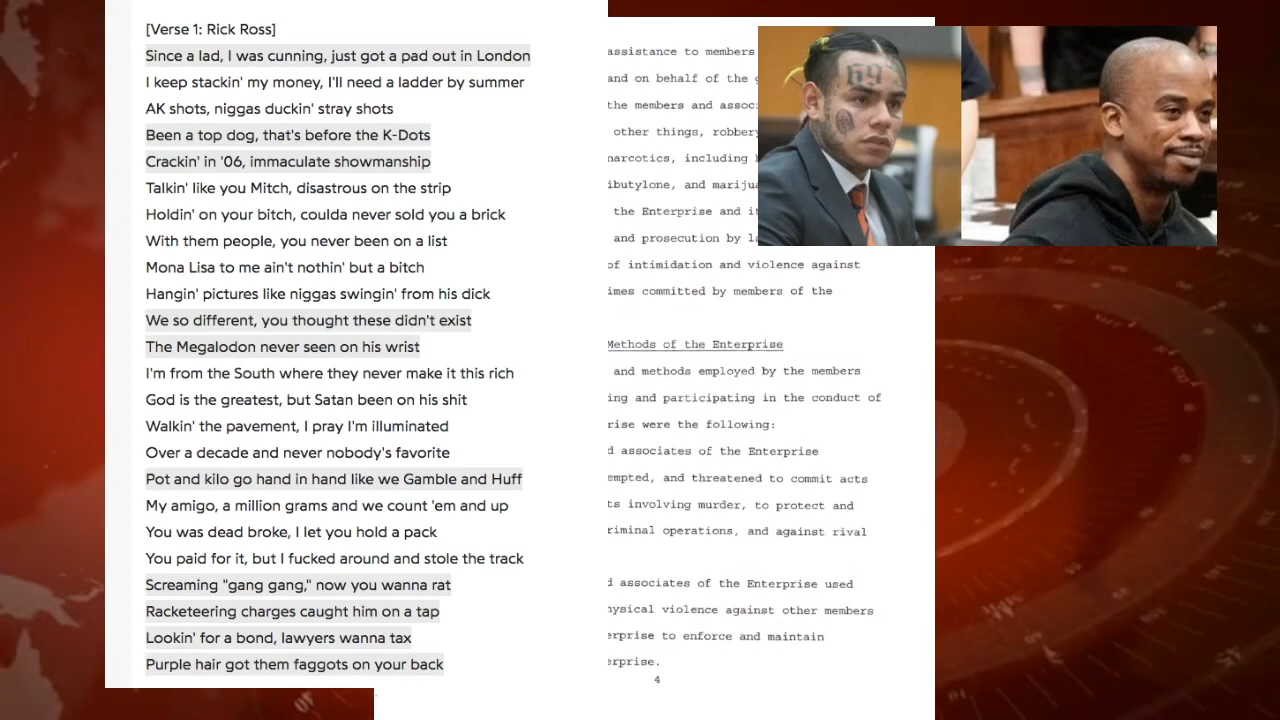 [Verse 1: Rick Ross]
Since a lad, I was cunning, just got a pad out in London
I keep stackin' my money, I'll need a ladder by summer
AK shots, niggas duckin' stray shots
Been a top dog, that's before the K-Dots
Crackin' in '06, immaculate showmanship
Talkin' like you Mitch, disastrous on the strip
Holdin' on your bitch, coulda never sold you a brick
With them people, you never been on a list
Mona Lisa to me ain't nothin' but a bitch
Hangin' pictures like niggas swingin' from his dick
We so different, you thought these didn't exist
The Megalodon never seen on his wrist
I'm from the South where they never make it this rich
God is the greatest, but Satan been on his shit
Walkin' the pavement, I pray I'm illuminated
Over a decade and never nobody's favorite
Pot and kilo go hand in hand like we Gamble and Huff
My amigo, a million grams and we count 'em and up
You was dead broke, I let you hold a pack
You paid for it, but I fucked around and stole the track
Screaming "gang gang," now you wanna rat
Racketeering charges caught him on a tap
Lookin' for a bond, lawyers wanna tax
Purple hair got them faggots on your back
assistance to members
and on behalf of the
the members and assoc
other things, robbery
narcotics, including
ibutylone, and mariju
the Enterprise and it
and prosecution by la
of intimidation and violence against
imes committed by members of the
Methods of the Enterprise
and methods employed by the members
ing and participating in the conduct of
rise were the following:
d associates of the Enterprise
empted, and threatened to commit acts
ts involving murder, to protect and
riminal operations, and against rival
d associates of the Enterprise used
hysical violence against other members
erprise to enforce and maintain
erprise.
4
69